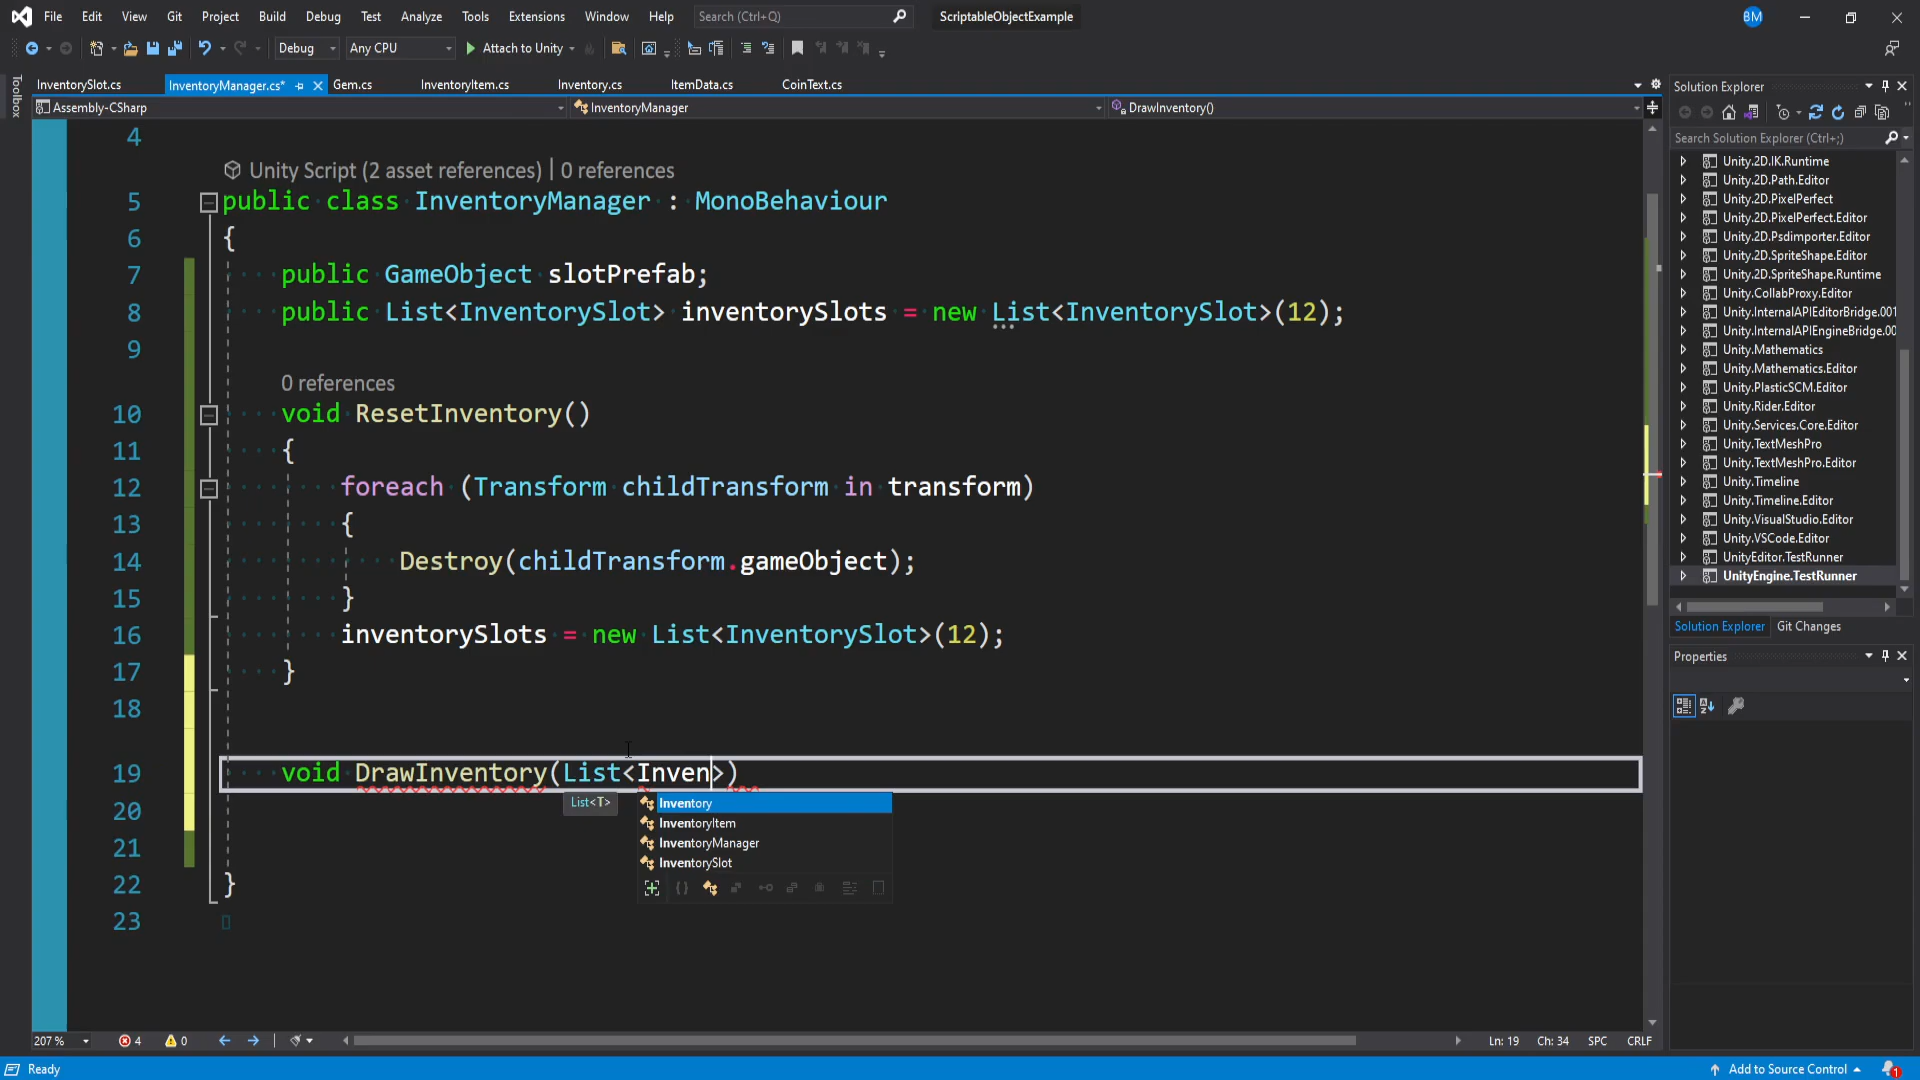 File Edit View Git Project Build Debug Test Analyze Tools Extensions Window Help Search (Ctrl+Q) ScriptableObjectExample BM
Debug Any CPU Attach to Unity
Toolbox
InventorySlot.cs InventoryManager.cs* Gem.cs InventoryItem.cs Inventory.cs ItemData.cs CoinText.cs
Assembly-CSharp InventoryManager DrawInventory()
4
Unity Script (2 asset references) | 0 references
5 public class InventoryManager : MonoBehaviour
6 {
7 public GameObject slotPrefab;
8 public List<InventorySlot> inventorySlots = new List<InventorySlot>(12);
9
0 references
10 void ResetInventory()
11 {
12 foreach (Transform childTransform in transform)
13 {
14 Destroy(childTransform.gameObject);
15 }
16 inventorySlots = new List<InventorySlot>(12);
17 }
18
19 void DrawInventory(List<Inven>)
List<T>
Inventory
InventoryItem
InventoryManager
InventorySlot
20
21
22 }
23
207 % 4 0 Ln: 19 Ch: 34 SPC CRLF
Ready Add to Source Control 1
Solution Explorer
Search Solution Explorer (Ctrl+;)
Unity.2D.IK.Runtime
Unity.2D.Path.Editor
Unity.2D.PixelPerfect
Unity.2D.PixelPerfect.Editor
Unity.2D.Psdimporter.Editor
Unity.2D.SpriteShape.Editor
Unity.2D.SpriteShape.Runtime
Unity.CollabProxy.Editor
Unity.InternalAPIEditorBridge.001
Unity.InternalAPIEngineBridge.00
Unity.Mathematics
Unity.Mathematics.Editor
Unity.PlasticSCM.Editor
Unity.Rider.Editor
Unity.Services.Core.Editor
Unity.TextMeshPro
Unity.TextMeshPro.Editor
Unity.Timeline
Unity.Timeline.Editor
Unity.VisualStudio.Editor
Unity.VSCode.Editor
UnityEditor.TestRunner
UnityEngine.TestRunner
Solution Explorer Git Changes
Properties